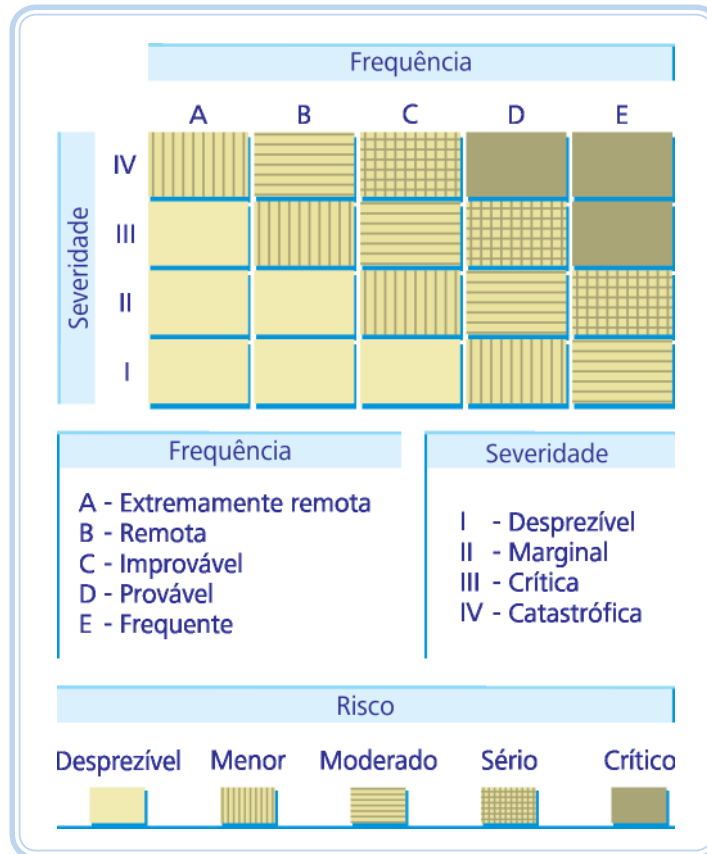 Frequência
A B C D E
Severidade
IV
III
II
I
Frequência
A - Extremamente remota
B - Remota
C - Improvável
D - Provável
E - Frequente
Severidade
I - Desprezível
II - Marginal
III - Crítica
IV - Catastrófica
Risco
Desprezível Menor Moderado Sério Crítico